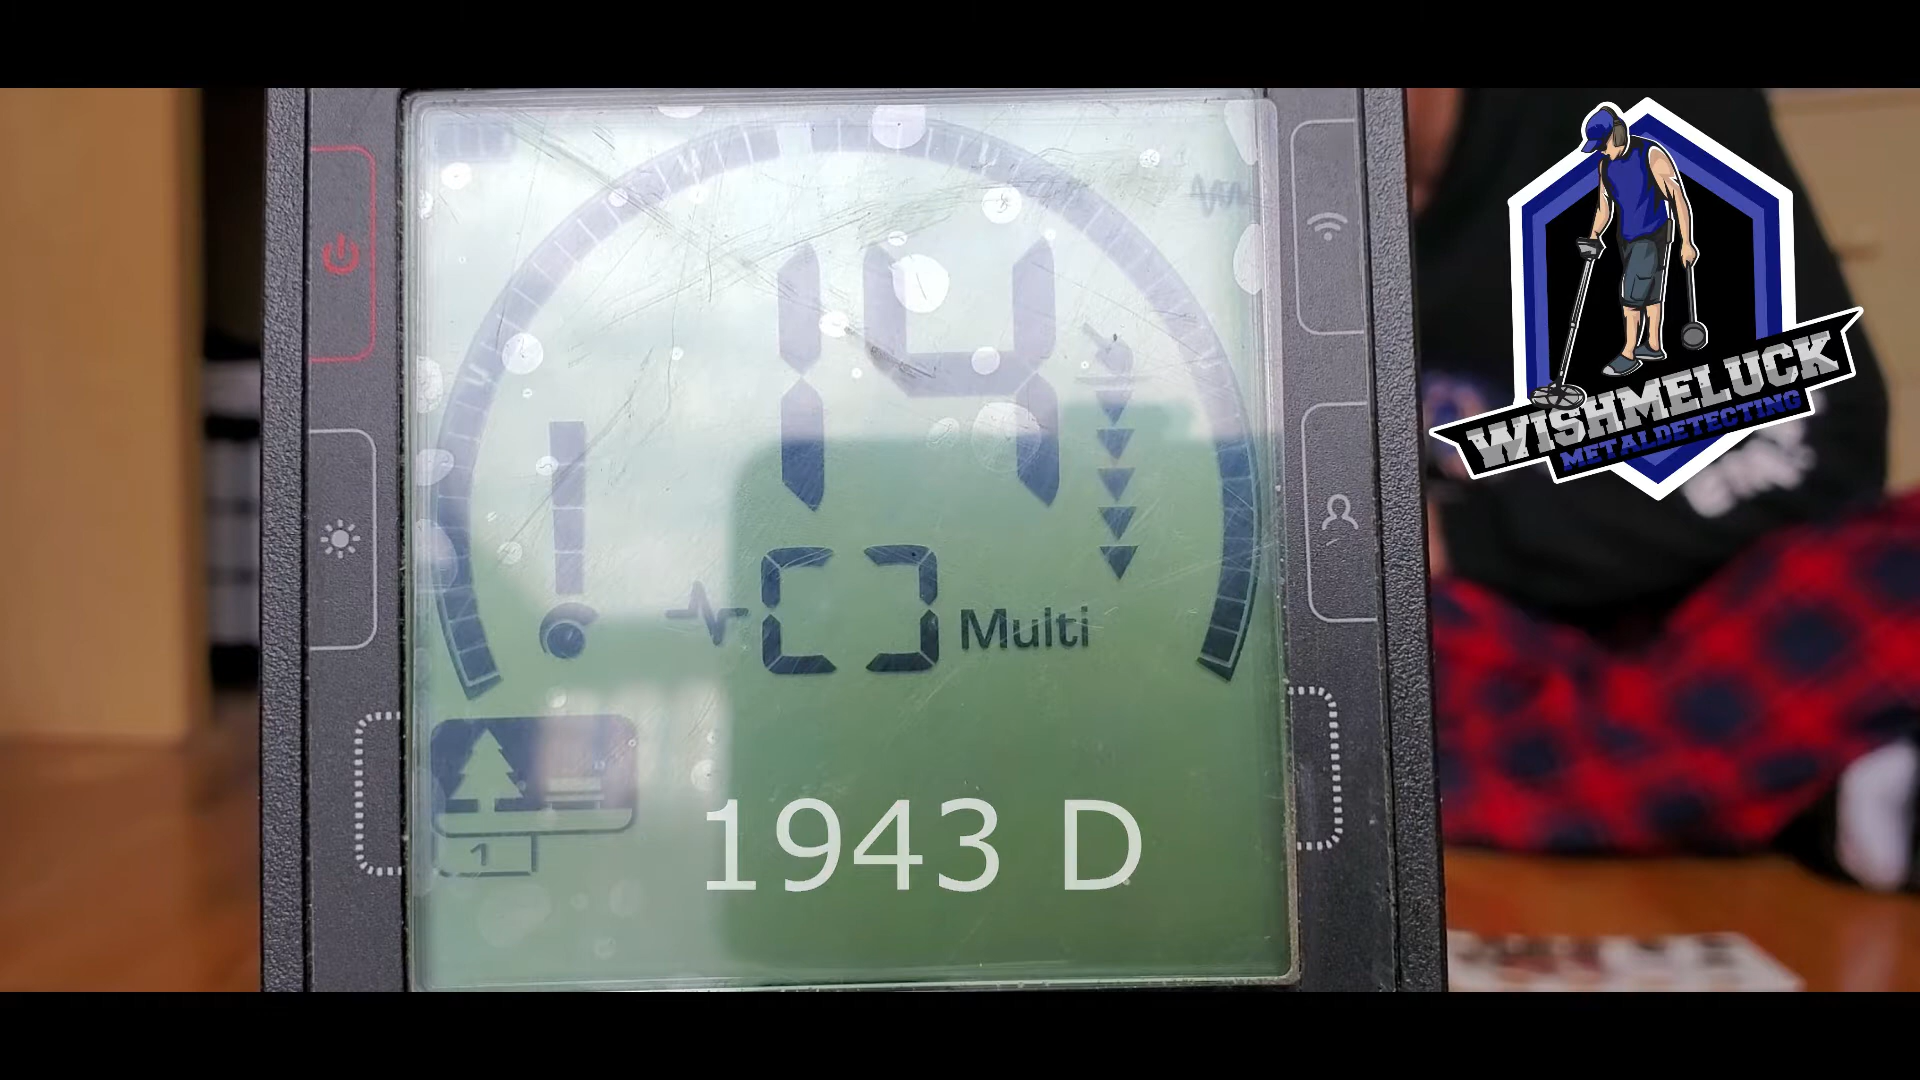 14
[ ] Multi
1
1943 D
WISHMELUCK
METALDETECTING